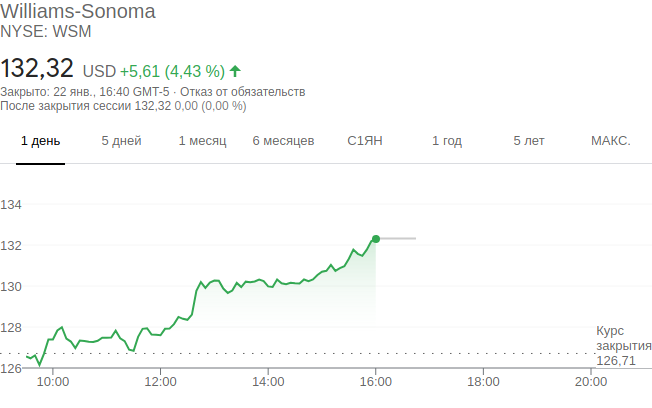 Williams-Sonoma
NYSE: WSM
132,32 USD +5,61 (4,43 %)
Закрыто: 22 янв., 16:40 GMT-5 · Отказ от обязательств
После закрытия сессии 132,32 0,00 (0,00 %)
1 день 5 дней 1 месяц 6 месяцев С1ЯН 1 год 5 лет МАКС.
134
132
130
128
Курс
закрытия
126,71
126
10:00 12:00 14:00 16:00 18:00 20:00